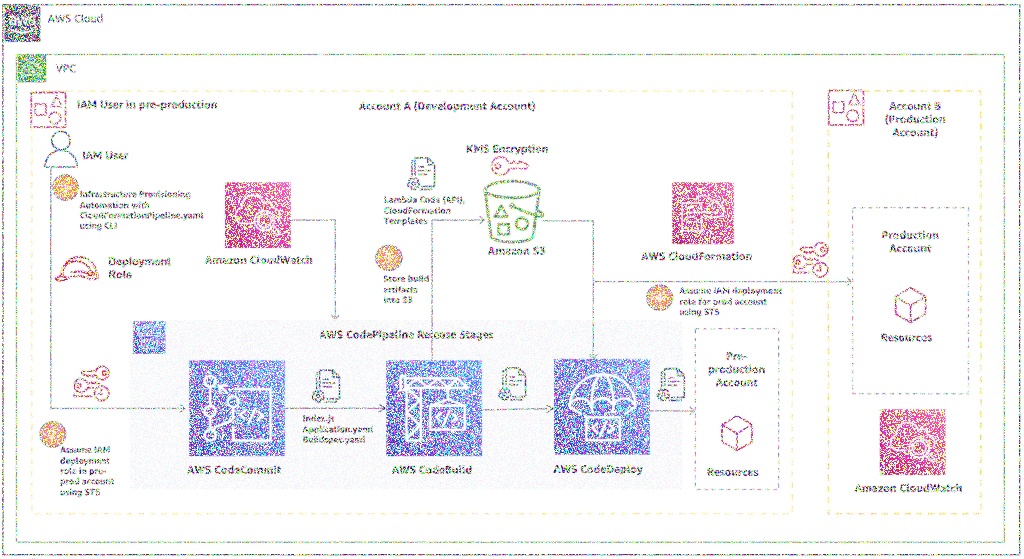 AWS Cloud
VPC
IAM User in pre-production
Account A (Development Account)
Account B
(Production
Account)
IAM User
KMS Encryption
Infrastructure Provisioning
Automation with
CloudFormationPipeline.yaml
using CLI
Lambda Code (API),
CloudFormation
Templates
Amazon S3
Amazon CloudWatch
AWS CloudFormation
Production
Account
Deployment
Role
Store build
artifacts
into S3
Assume IAM deployment
role for prod account
using STS
Resources
AWS CodePipeline Release Stages
Pre-
production
Account
Index.js
Application.yaml
Buildspec.yaml
Assume IAM
deployment
role in pre-
prod account
using STS
AWS CodeCommit
AWS CodeBuild
AWS CodeDeploy
Resources
Amazon CloudWatch